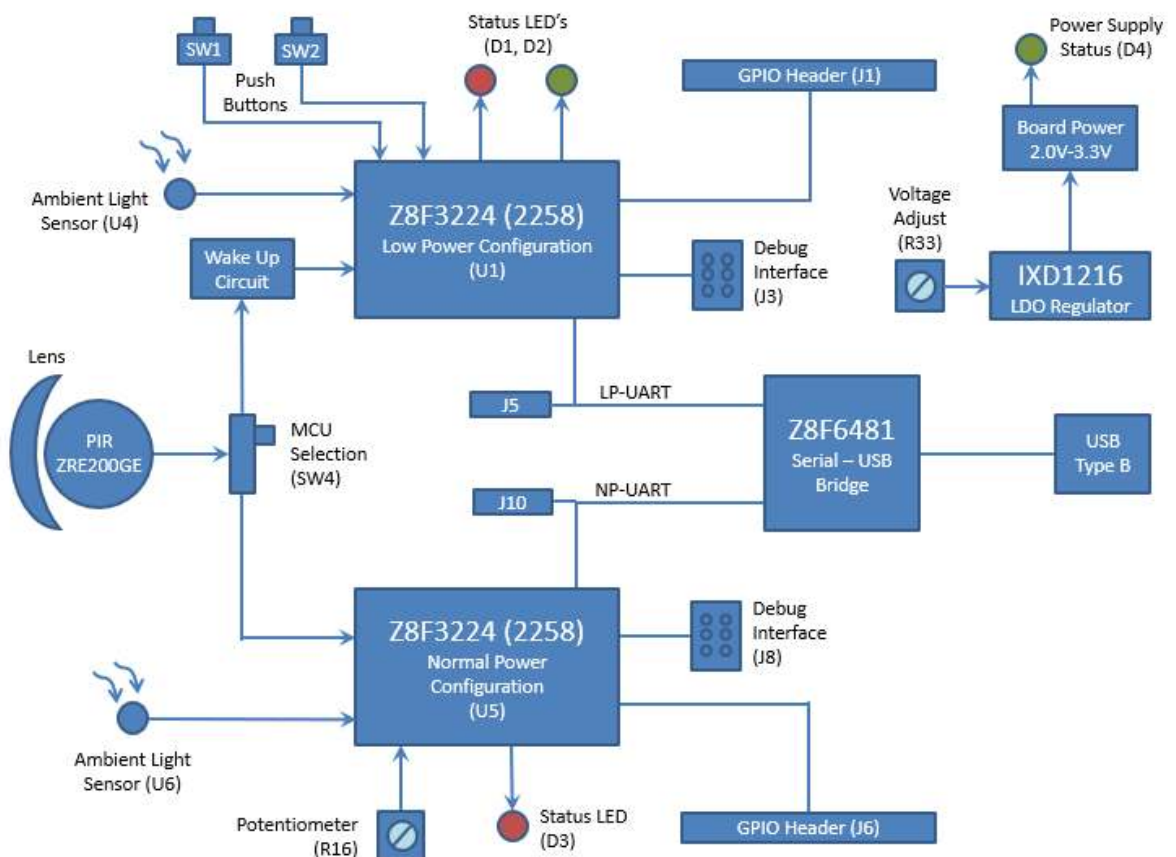 SW1
SW2
Push
Buttons
Status LED's
(D1, D2)
GPIO Header (J1)
Power Supply
Status (D4)
Board Power
2.0V-3.3V
Ambient Light
Sensor (U4)
Z8F3224 (2258)
Low Power Configuration
(U1)
Voltage
Adjust
(R33)
Wake Up
Circuit
Debug
Interface
(J3)
IXD1216
LDO Regulator
Lens
PIR
ZRE200GE
MCU
Selection
(SW4)
J5
LP-UART
Z8F6481
Serial – USB
Bridge
USB
Type B
J10
NP-UART
Z8F3224 (2258)
Normal Power
Configuration
(U5)
Debug
Interface
(J8)
Ambient Light
Sensor (U6)
Potentiometer
(R16)
Status LED
(D3)
GPIO Header (J6)